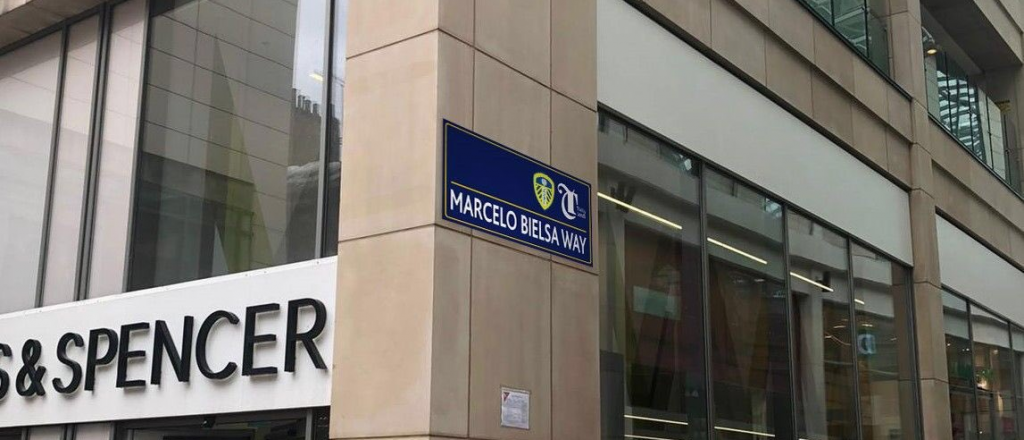 MARCELO BIELSA WAY
& SPENCER